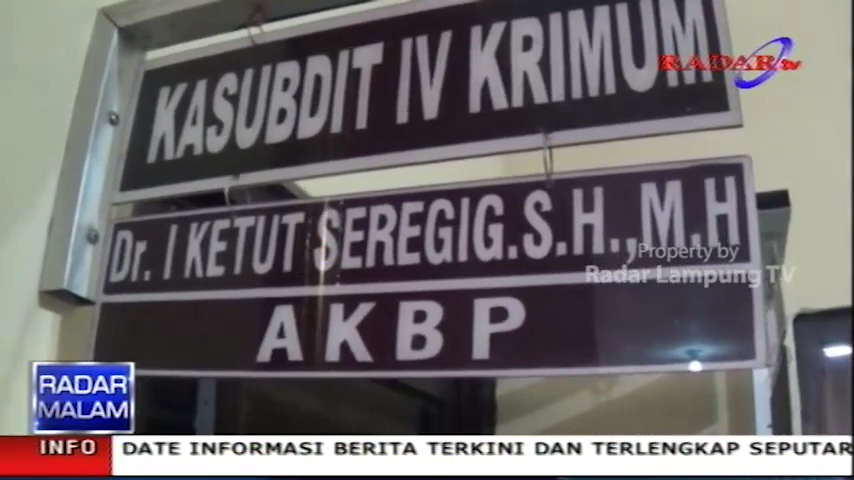 KASUBDIT IV KRIMUM
RADAR tv
Dr. I KETUT SEREGIG.S.H.,M.H
Property by
Radar Lampung TV
AKBP
RADAR
MALAM
INFO
DATE INFORMASI BERITA TERKINI DAN TERLENGKAP SEPUTAR